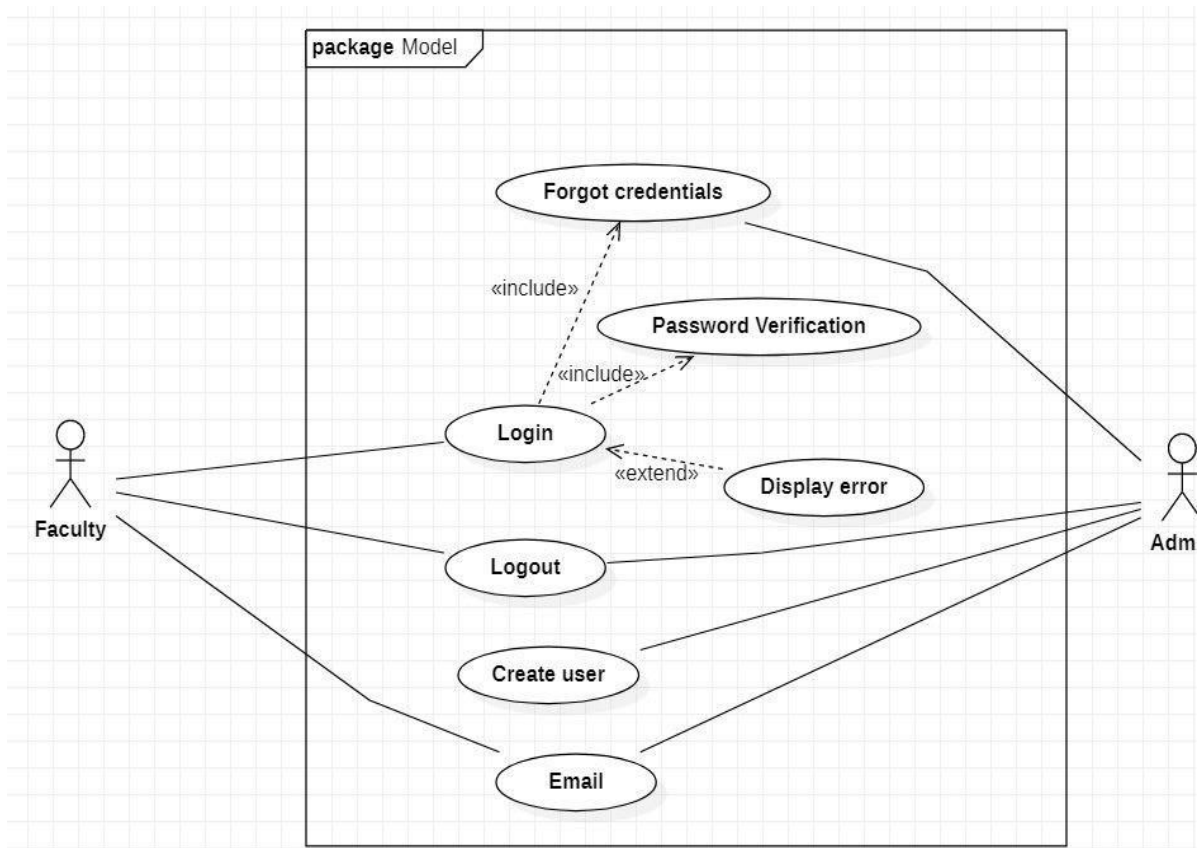 package Model
Forgot credentials
«include»
Password Verification
«include»
Login
«extend»
Display error
Faculty
Adm
Logout
Create user
Email